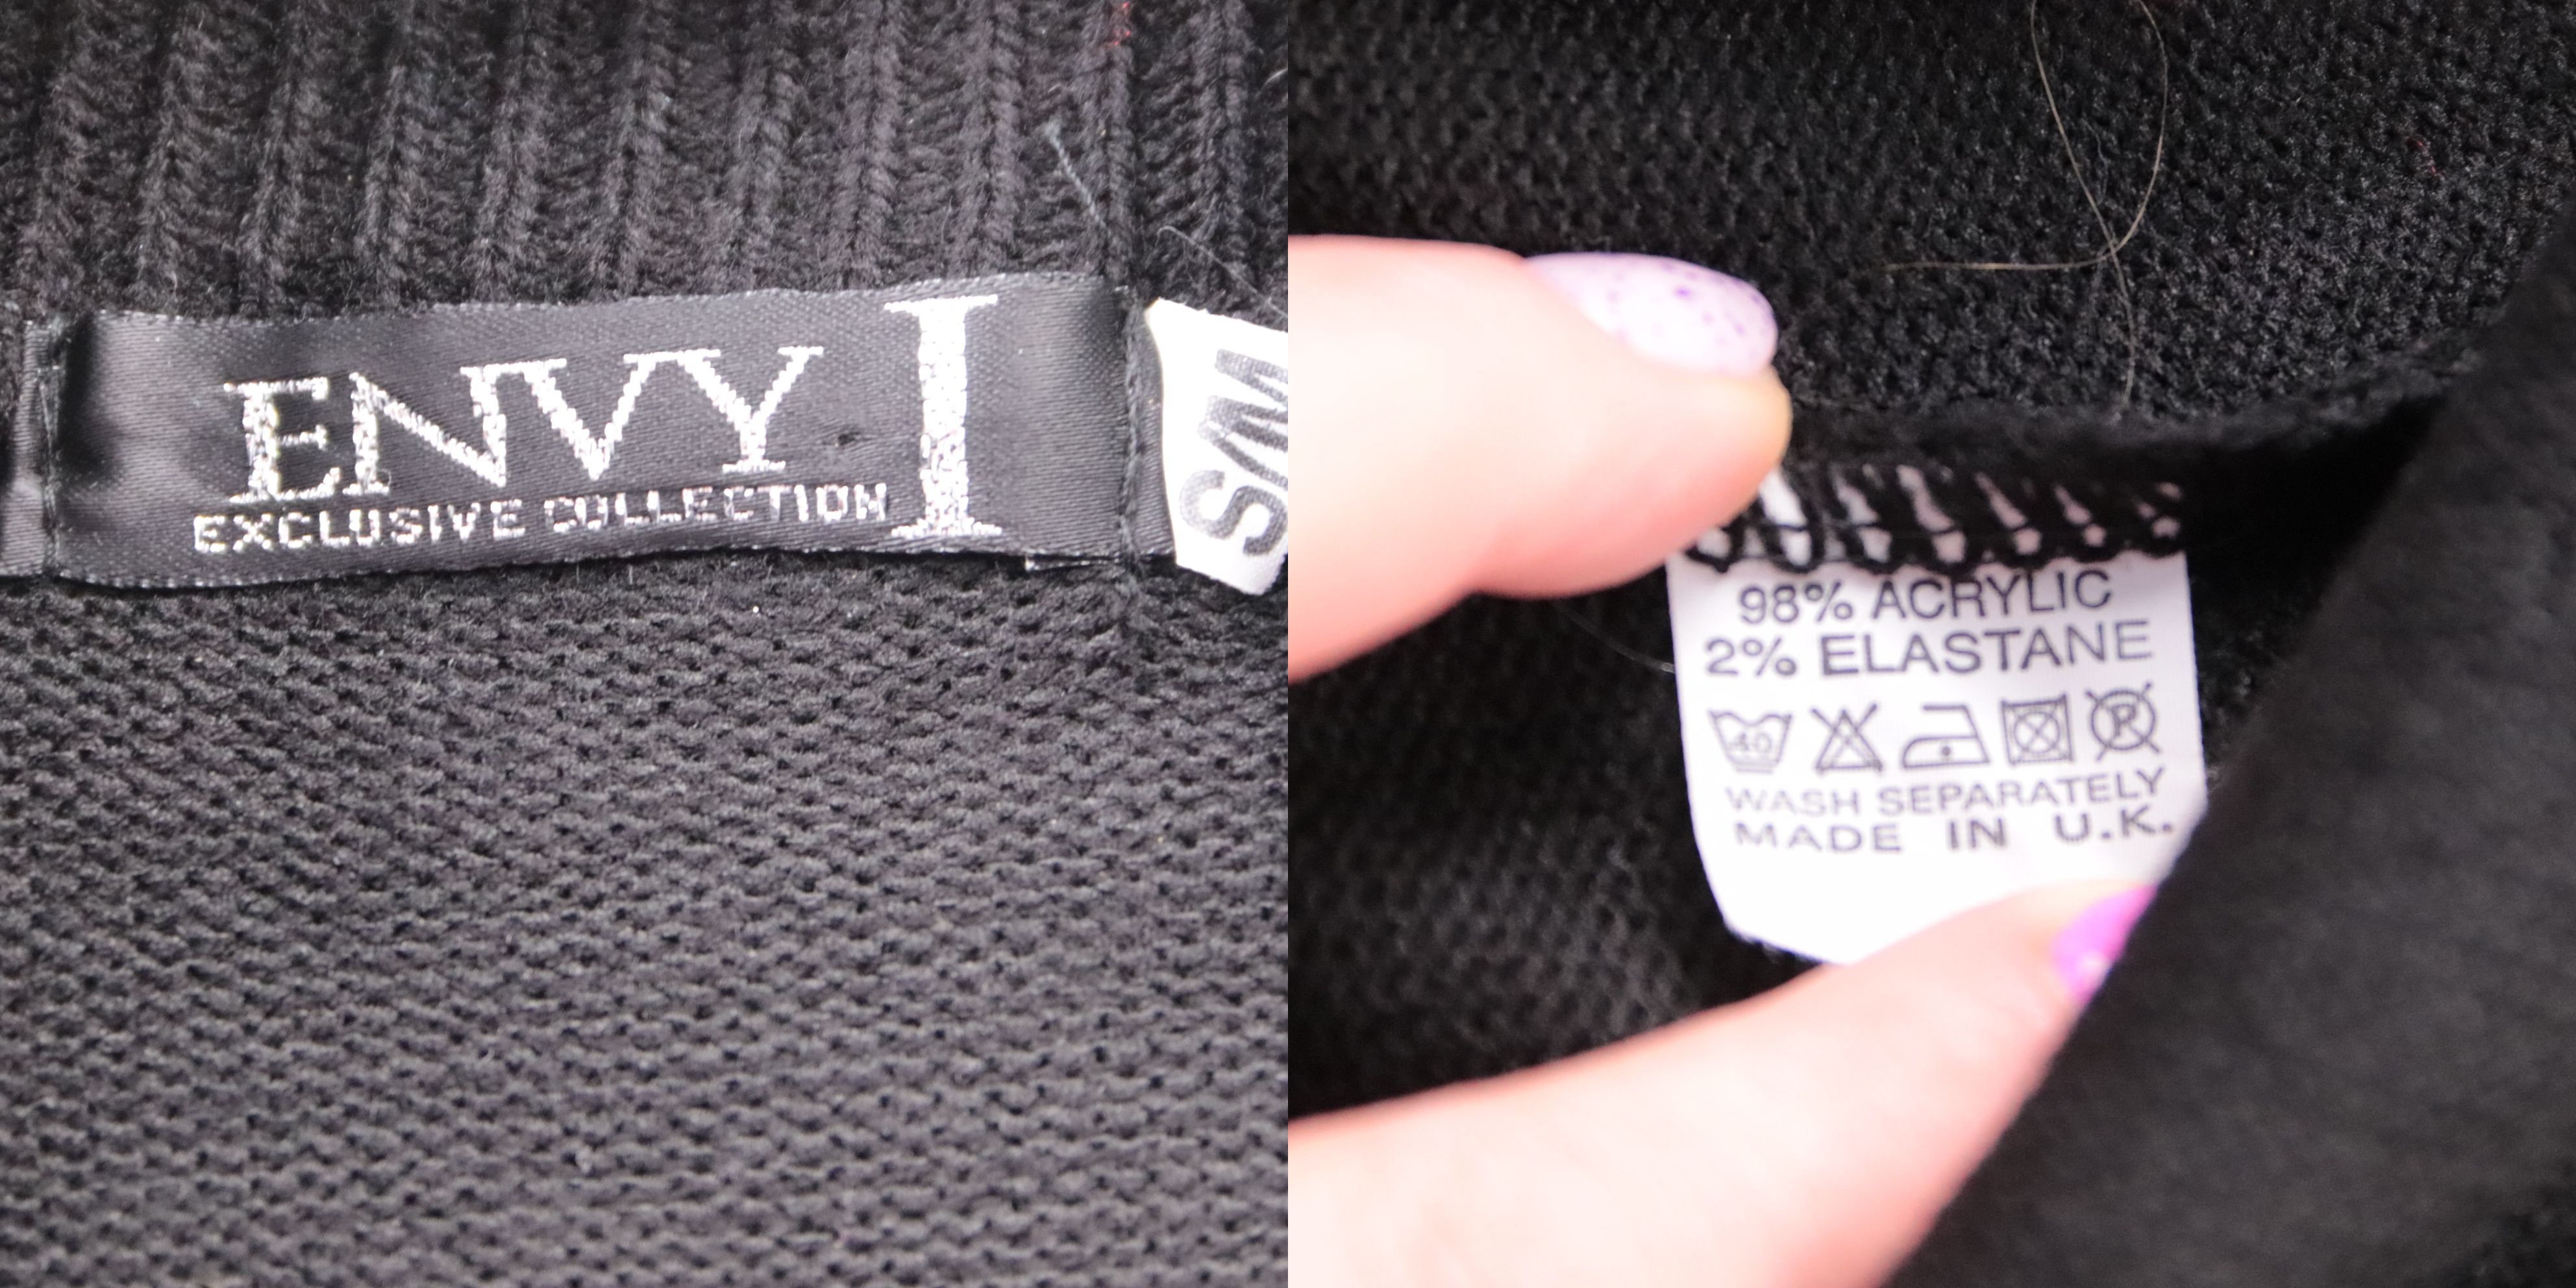 ENVY I
EXCLUSIVE COLLECTION
S/M
98% ACRYLIC
2% ELASTANE
40 R
WASH SEPARATELY
MADE IN U.K.